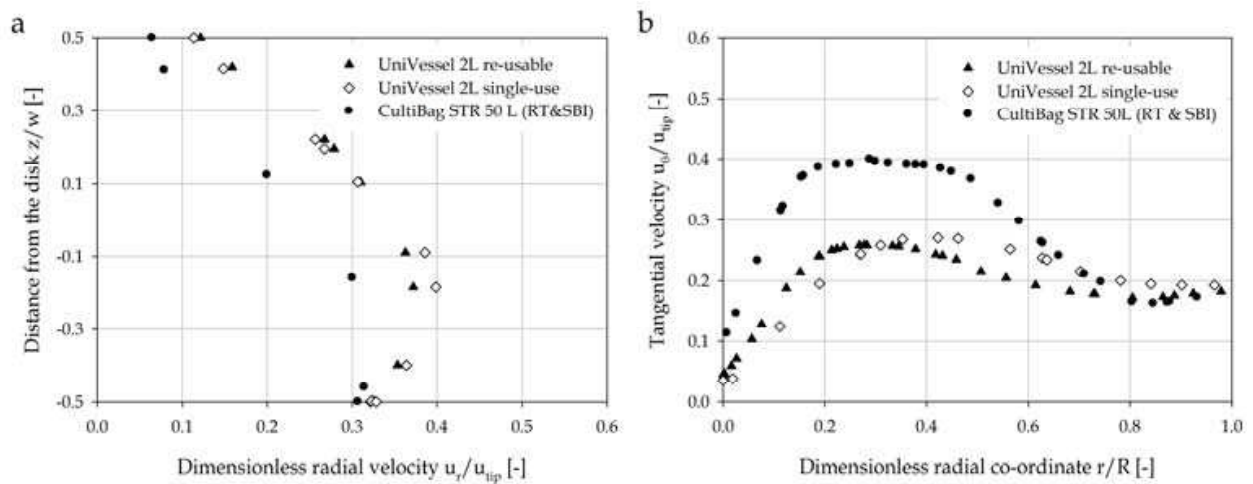 a
0.5
0.3
0.1
-0.1
-0.3
-0.5
Distance from the disk z/w [-]
UniVessel 2L re-usable
UniVessel 2L single-use
CultiBag STR 50 L (RT&SBI)
0.0 0.1 0.2 0.3 0.4 0.5 0.6
Dimensionless radial velocity uᵣ/u_tip [-]
b
0.6
0.5
0.4
0.3
0.2
0.1
0.0
Tangential velocity u_θ/u_tip [-]
UniVessel 2L re-usable
UniVessel 2L single-use
CultiBag STR 50L (RT & SBI)
0.0 0.2 0.4 0.6 0.8 1.0
Dimensionless radial co-ordinate r/R [-]